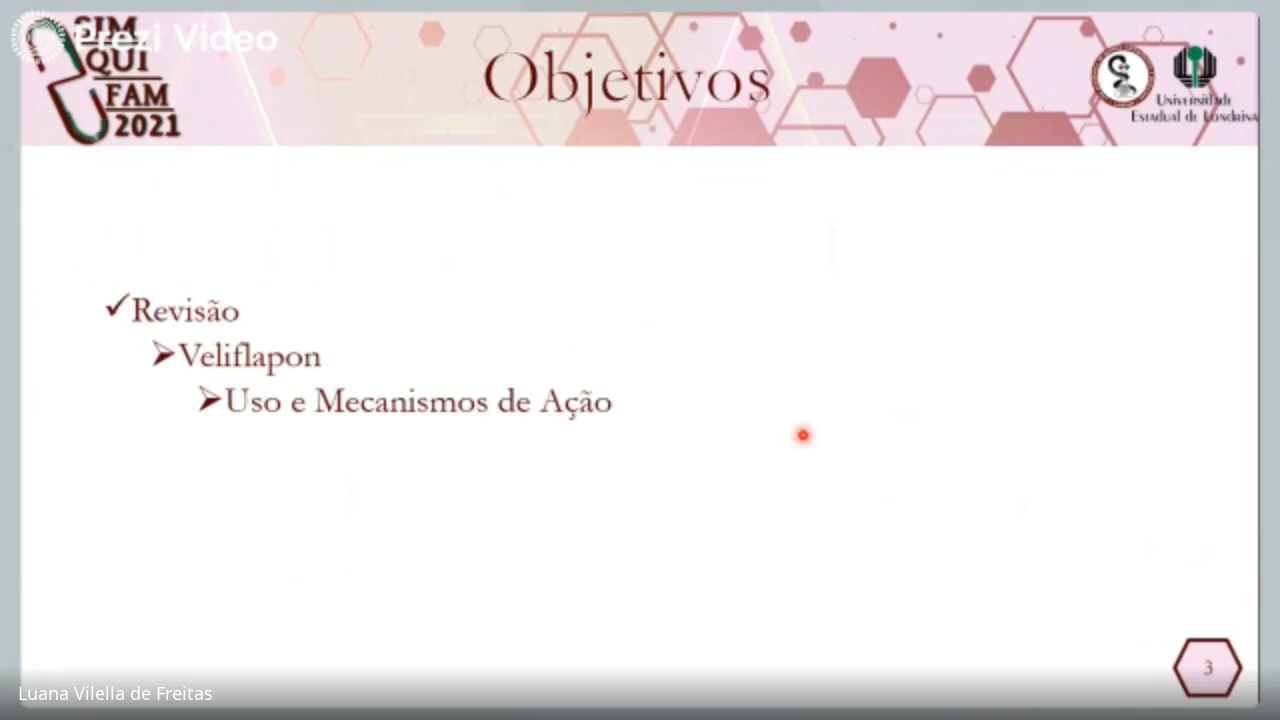 Prezi Video
SIM
QUI
FAM
2021
Objetivos
Universidade
Estadual de Londrina
Revisão
Veliflapon
Uso e Mecanismos de Ação
3
Luana Vilella de Freitas